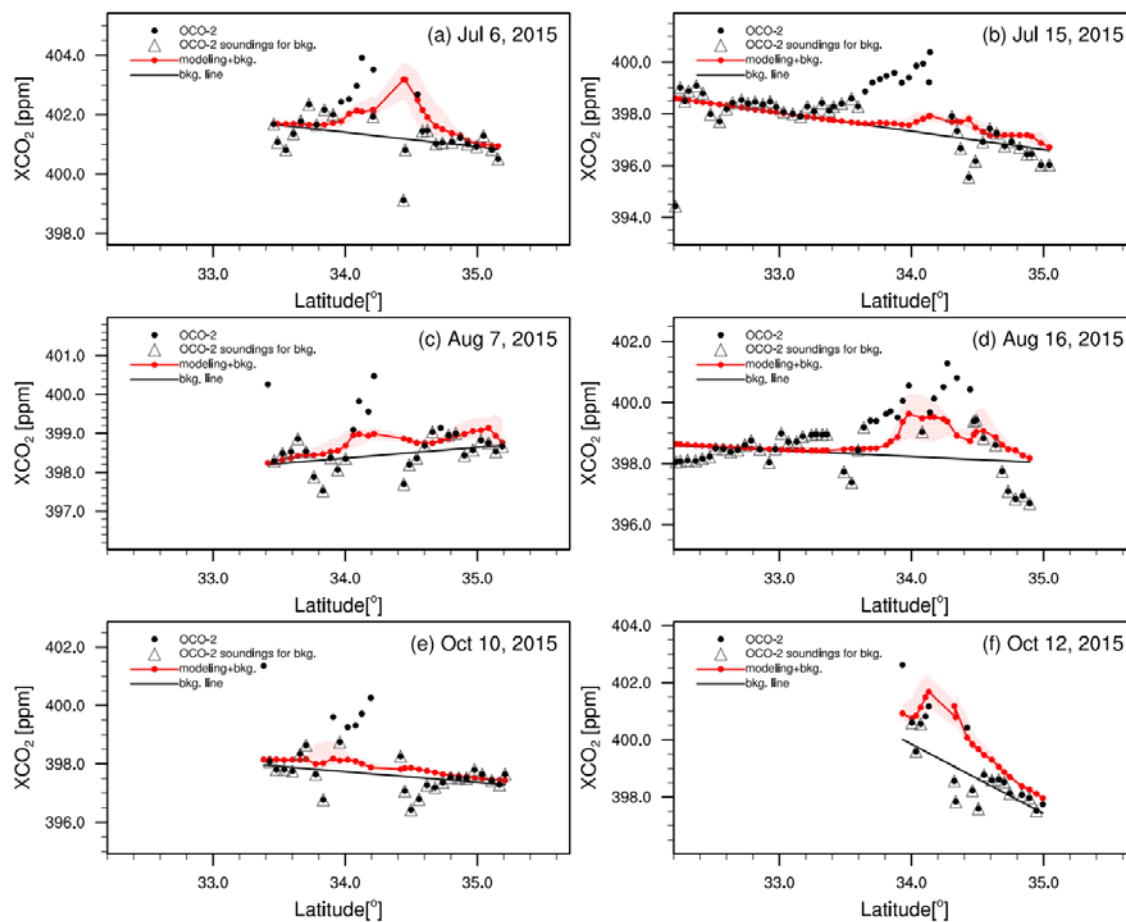 (a) Jul 6, 2015
OCO-2
OCO-2 soundings for bkg.
modeling+bkg.
bkg. line
XCO₂ [ppm]
404.0
402.0
400.0
398.0
33.0 34.0 35.0
Latitude[°]
(b) Jul 15, 2015
OCO-2
OCO-2 soundings for bkg.
modeling+bkg.
bkg. line
XCO₂ [ppm]
400.0
398.0
396.0
394.0
33.0 34.0 35.0
Latitude[°]
(c) Aug 7, 2015
OCO-2
OCO-2 soundings for bkg.
modeling+bkg.
bkg. line
XCO₂ [ppm]
401.0
400.0
399.0
398.0
397.0
33.0 34.0 35.0
Latitude[°]
(d) Aug 16, 2015
OCO-2
OCO-2 soundings for bkg.
modeling+bkg.
bkg. line
XCO₂ [ppm]
402.0
400.0
398.0
396.0
33.0 34.0 35.0
Latitude[°]
(e) Oct 10, 2015
OCO-2
OCO-2 soundings for bkg.
modeling+bkg.
bkg. line
XCO₂ [ppm]
402.0
400.0
398.0
396.0
33.0 34.0 35.0
Latitude[°]
(f) Oct 12, 2015
OCO-2
OCO-2 soundings for bkg.
modeling+bkg.
bkg. line
XCO₂ [ppm]
404.0
402.0
400.0
398.0
396.0
33.0 34.0 35.0
Latitude[°]